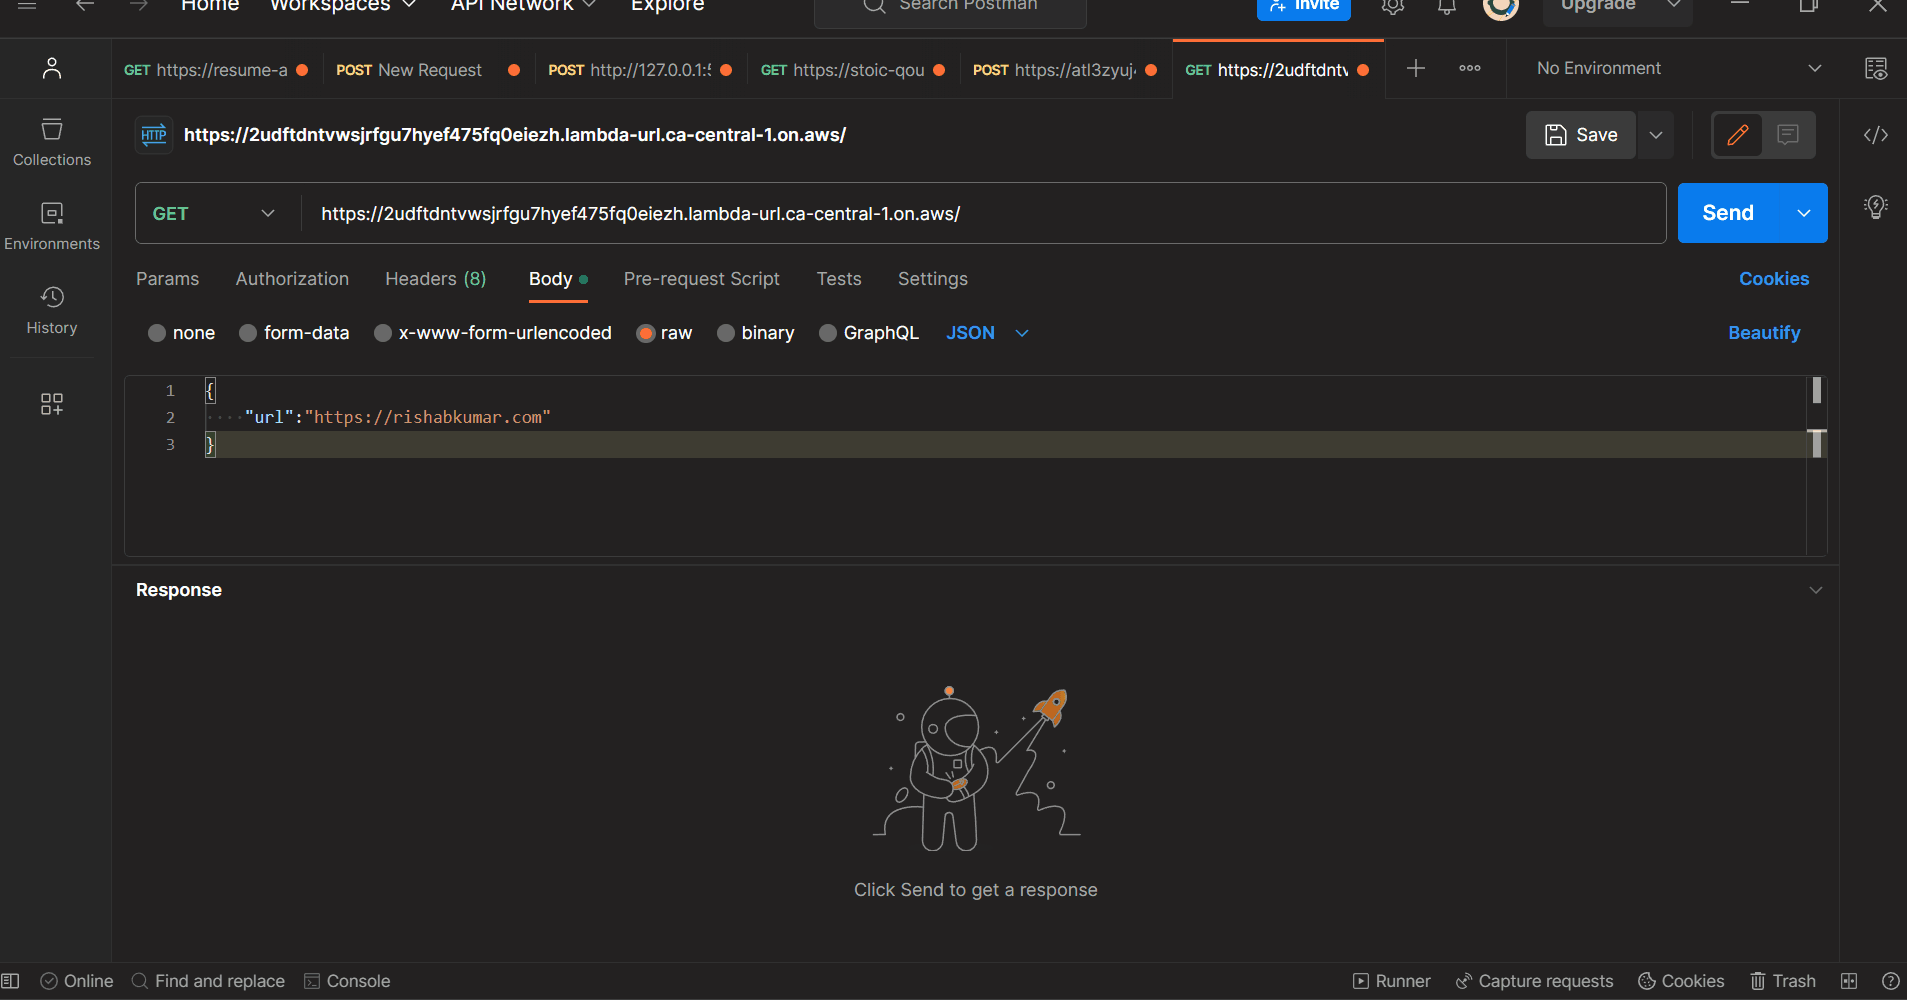 Home Workspaces API Network Explore Search Postman Invite Upgrade
GET https://resume-a POST New Request POST http://127.0.0.1:5 GET https://stoic-qou POST https://atl3zyuj4 GET https://2udftdntv No Environment
HTTP https://2udftdntvwsjrfgu7hyef475fq0eiezh.lambda-url.ca-central-1.on.aws/ Save
Collections
GET https://2udftdntvwsjrfgu7hyef475fq0eiezh.lambda-url.ca-central-1.on.aws/ Send
Environments
Params Authorization Headers (8) Body Pre-request Script Tests Settings Cookies
History
none form-data x-www-form-urlencoded raw binary GraphQL JSON Beautify
1 {
2 "url":"https://rishabkumar.com"
3 }
Response
Click Send to get a response
Online Find and replace Console Runner Capture requests Cookies Trash